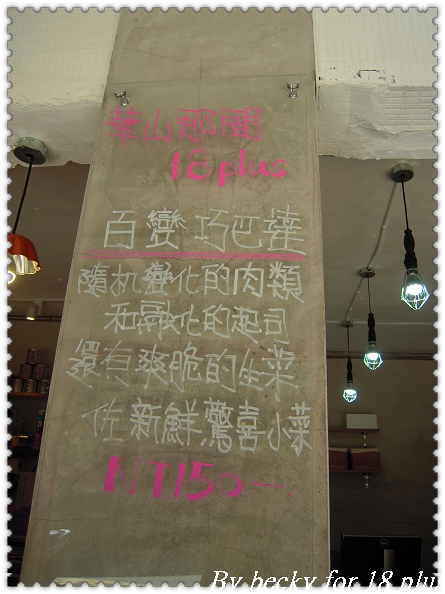 華山那圈
18 plus
百變巧巴達
隨机變化的肉類
和融化的起司
還有爽脆的生菜
佐新鮮驚喜小菜
NT150-.
By becky for 18 plu